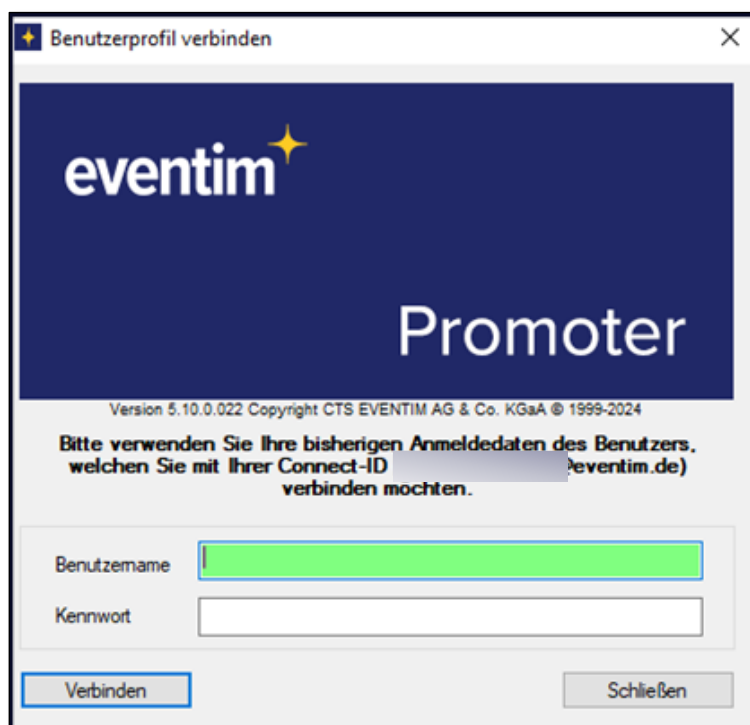 Benutzerprofil verbinden
eventim
Promoter
Version 5.10.0.022 Copyright CTS EVENTIM AG & Co. KGaA © 1999-2024
Bitte verwenden Sie Ihre bisherigen Anmeldedaten des Benutzers,
welchen Sie mit Ihrer Connect-ID @eventim.de)
verbinden möchten.
Benutzername
Kennwort
Verbinden Schließen